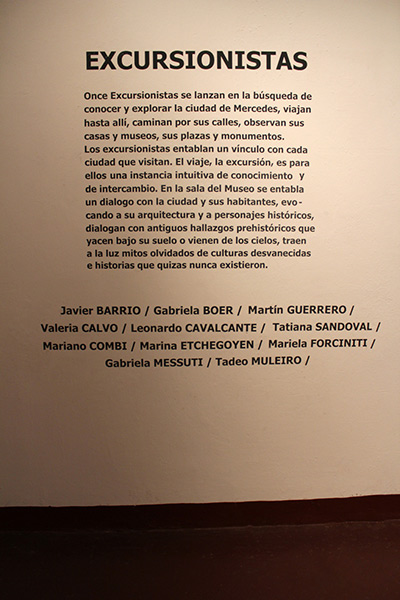 EXCURSIONISTAS
Once Excursionistas se lanzan en la búsqueda de
conocer y explorar la ciudad de Mercedes, viajan
hasta allí, caminan por sus calles, observan sus
casas y museos, sus plazas y monumentos.
Los excursionistas entablan un vínculo con cada
ciudad que visitan. El viaje, la excursión, es para
ellos una instancia intuitiva de conocimiento y
de intercambio. En la sala del Museo se entabla
un dialogo con la ciudad y sus habitantes, evo-
cando a su arquitectura y a personajes históricos,
dialogan con antiguos hallazgos prehistóricos que
yacen bajo su suelo o vienen de los cielos, traen
a la luz mitos olvidados de culturas desvanecidas
e historias que quizas nunca existieron.
Javier BARRIO / Gabriela BOER / Martín GUERRERO /
Valeria CALVO / Leonardo CAVALCANTE / Tatiana SANDOVAL /
Mariano COMBI / Marina ETCHEGOYEN / Mariela FORCINITI /
Gabriela MESSUTI / Tadeo MULEIRO /